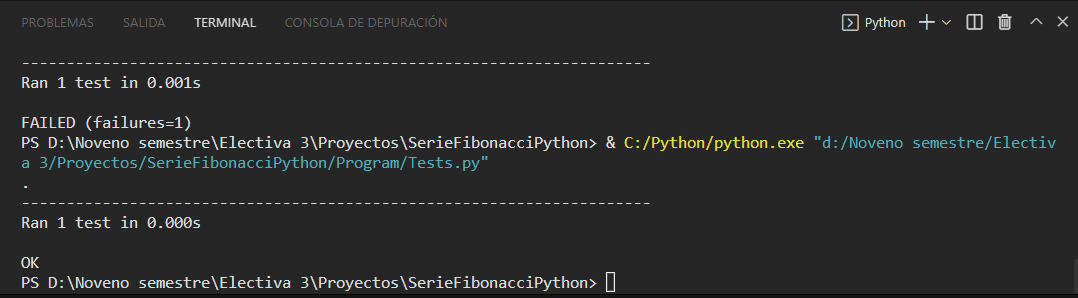 PROBLEMAS SALIDA TERMINAL CONSOLA DE DEPURACIÓN Python
----------------------------------------------------------------------
Ran 1 test in 0.001s
FAILED (failures=1)
PS D:\Noveno semestre\Electiva 3\Proyectos\SerieFibonacciPython> & C:/Python/python.exe "d:/Noveno semestre/Electiv
a 3/Proyectos/SerieFibonacciPython/Program/Tests.py"
.
----------------------------------------------------------------------
Ran 1 test in 0.000s
OK
PS D:\Noveno semestre\Electiva 3\Proyectos\SerieFibonacciPython>